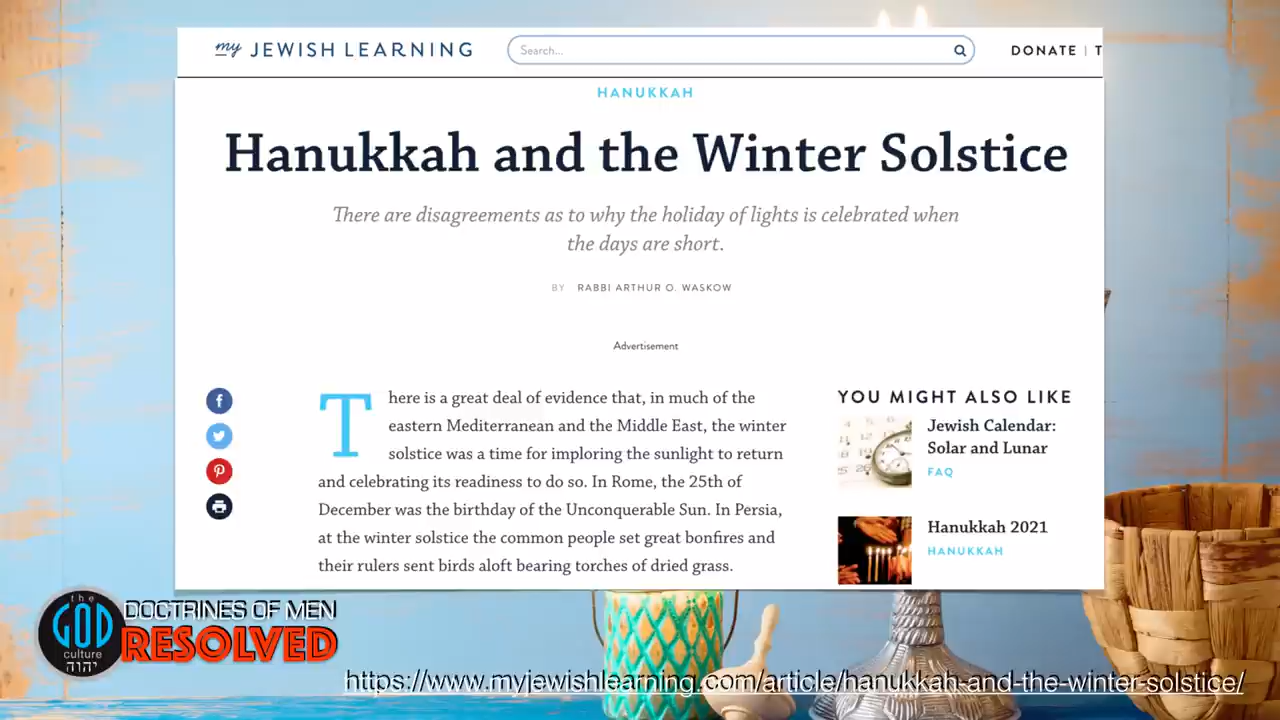 my JEWISH LEARNING
Search...
DONATE | T
HANUKKAH
Hanukkah and the Winter Solstice
There are disagreements as to why the holiday of lights is celebrated when
the days are short.
BY RABBI ARTHUR O. WASKOW
Advertisement
There is a great deal of evidence that, in much of the
eastern Mediterranean and the Middle East, the winter
solstice was a time for imploring the sunlight to return
and celebrating its readiness to do so. In Rome, the 25th of
December was the birthday of the Unconquerable Sun. In Persia,
at the winter solstice the common people set great bonfires and
their rulers sent birds aloft bearing torches of dried grass.
YOU MIGHT ALSO LIKE
Jewish Calendar:
Solar and Lunar
FAQ
Hanukkah 2021
HANUKKAH
the
GOD
culture
יהוה
DOCTRINES OF MEN
RESOLVED
https://www.myjewishlearning.com/article/hanukkah-and-the-winter-solstice/